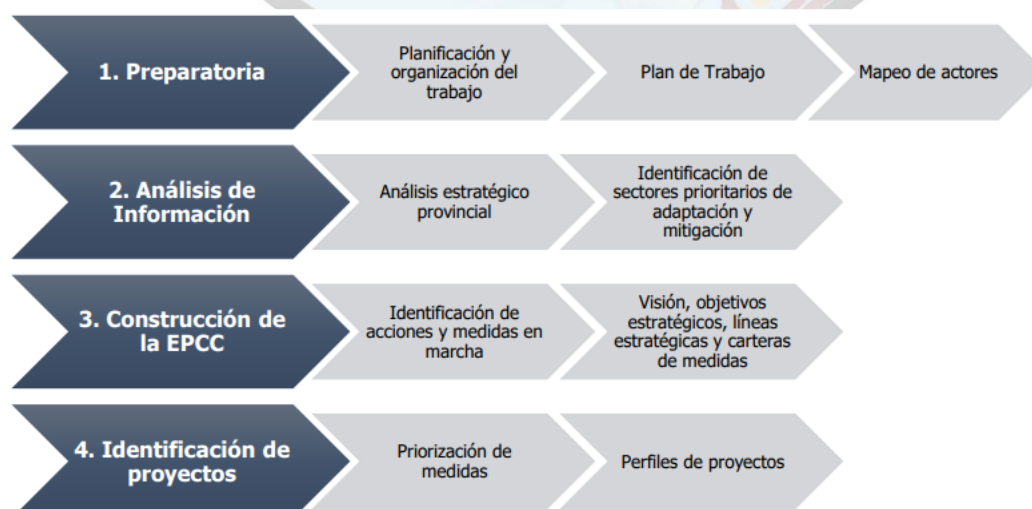 1. Preparatoria
Planificación y
organización del
trabajo
Plan de Trabajo
Mapeo de actores
2. Análisis de
Información
Análisis estratégico
provincial
Identificación de
sectores prioritarios de
adaptación y
mitigación
3. Construcción de
la EPCC
Identificación de
acciones y medidas en
marcha
Visión, objetivos
estratégicos, líneas
estratégicas y carteras
de medidas
4. Identificación de
proyectos
Priorización de
medidas
Perfiles de proyectos